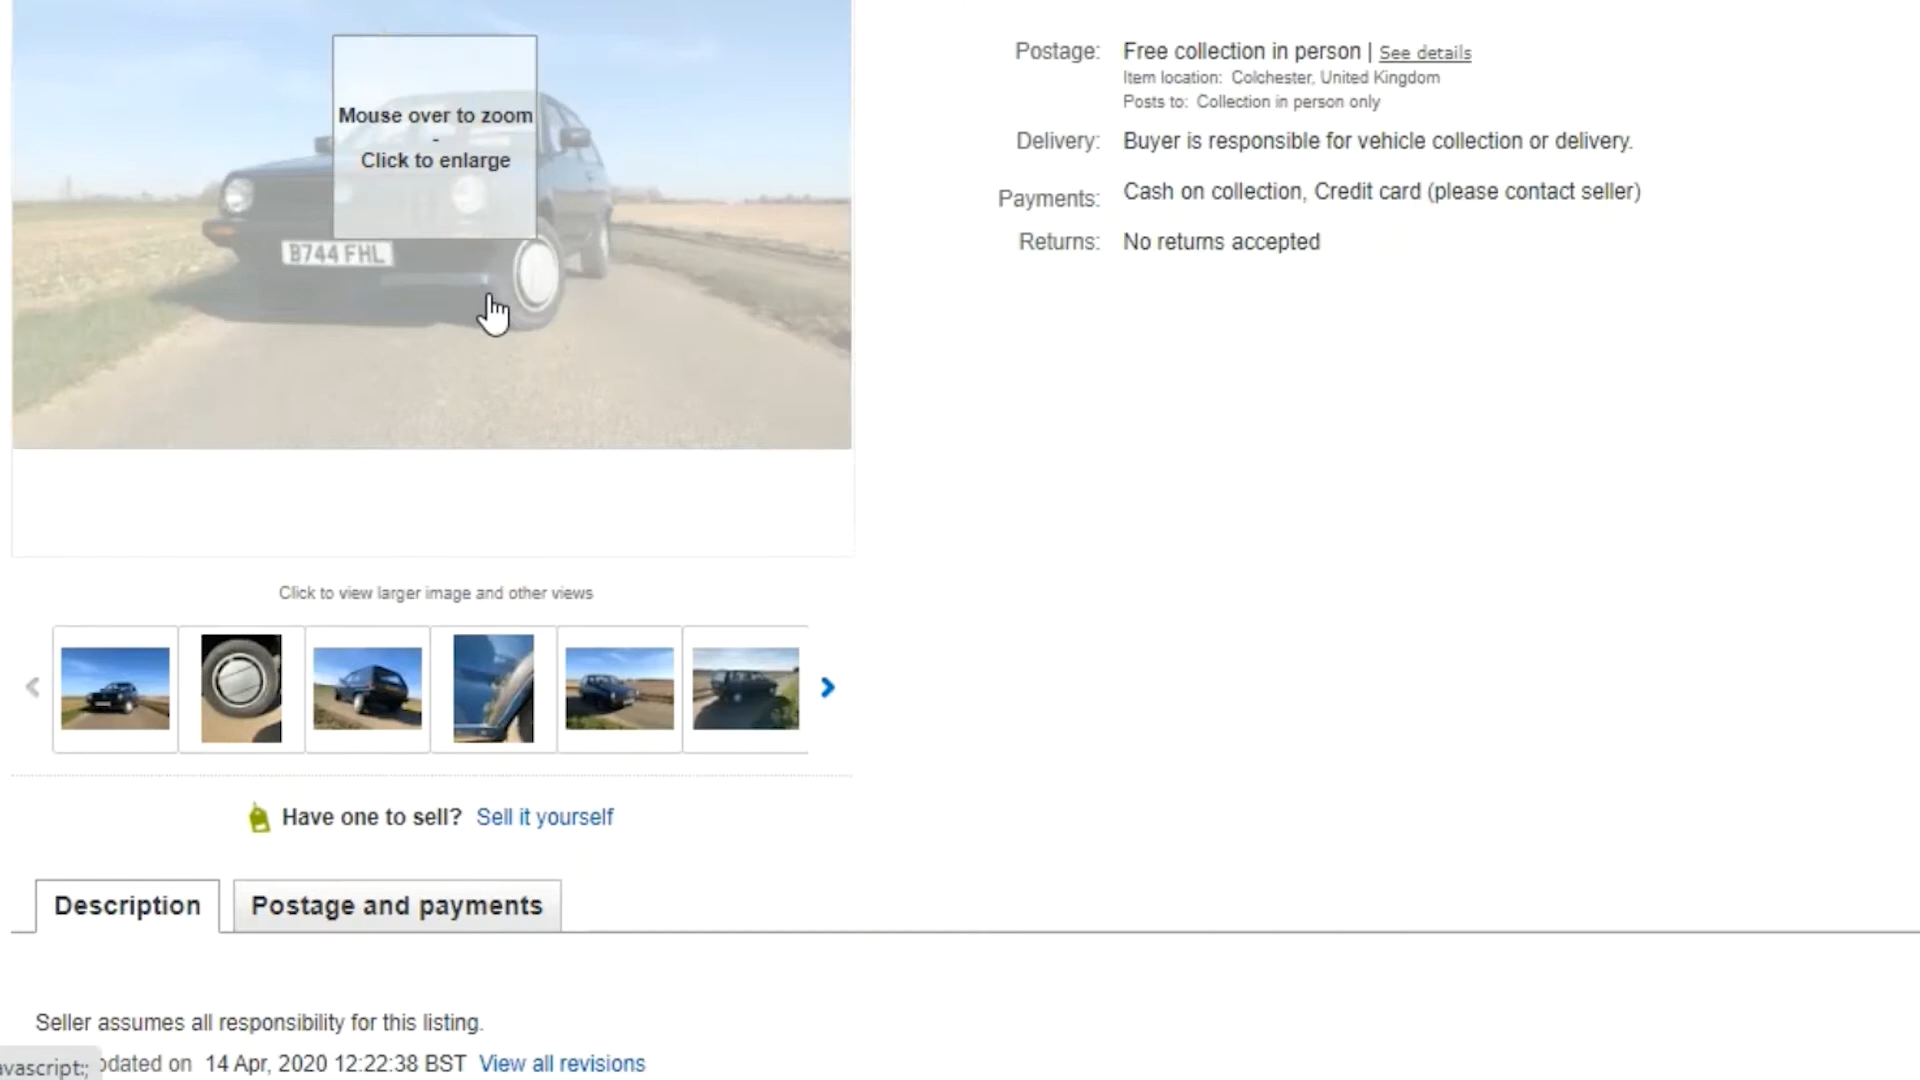 Mouse over to zoom
-
Click to enlarge
B744 FHL
Postage: Free collection in person | See details
Item location: Colchester, United Kingdom
Posts to: Collection in person only
Delivery: Buyer is responsible for vehicle collection or delivery.
Payments: Cash on collection, Credit card (please contact seller)
Returns: No returns accepted
Click to view larger image and other views
Have one to sell? Sell it yourself
Description Postage and payments
Seller assumes all responsibility for this listing.
14 Apr, 2020 12:22:38 BST View all revisions